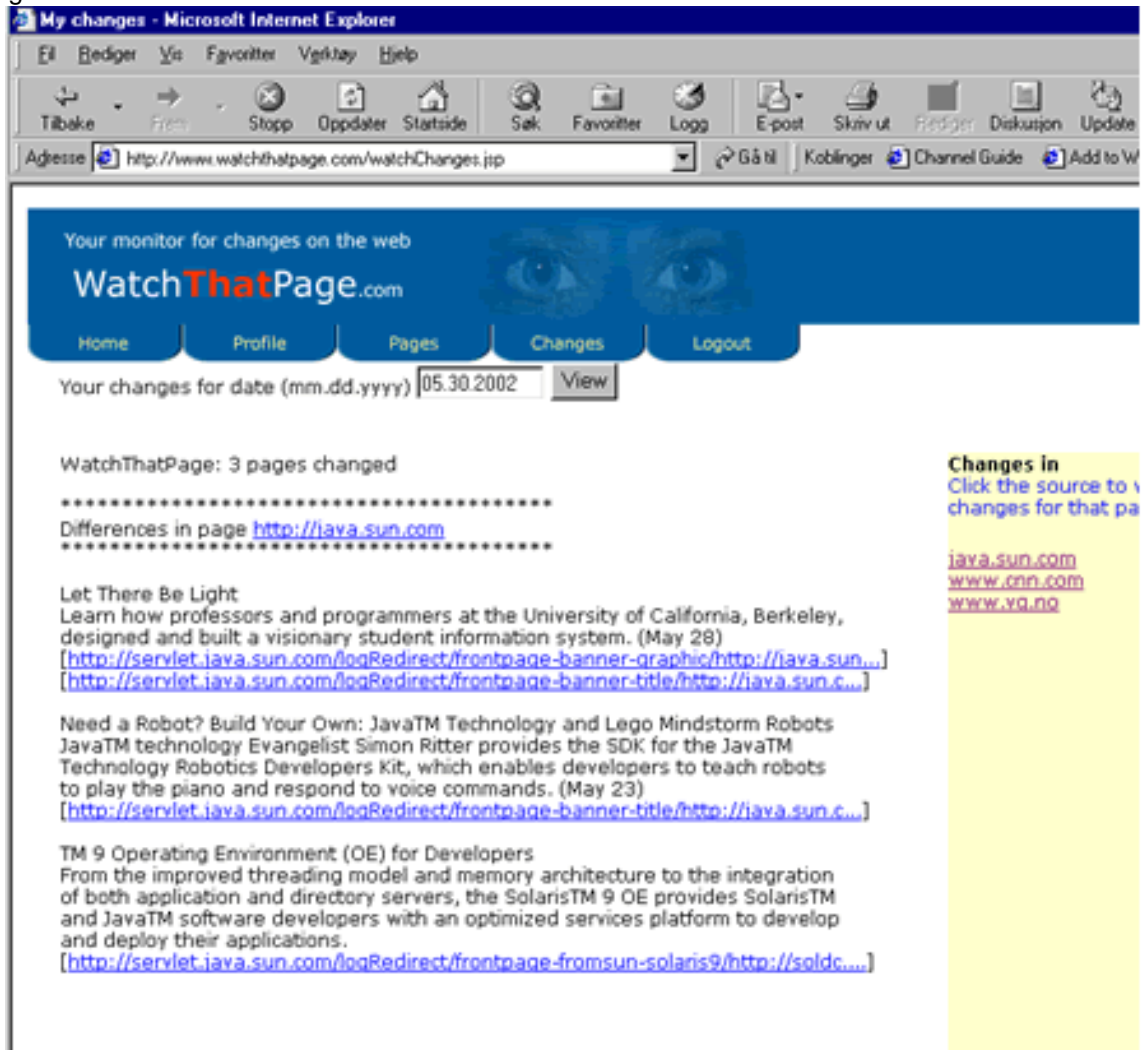 My changes - Microsoft Internet Explorer
Fil Rediger Vis Favoritter Verktøy Hjelp
Tilbake Frem Stopp Oppdater Startside Søk Favoritter Logg E-post Skriv ut Rediger Diskusjon Update
Adresse http://www.watchthatpage.com/watchChanges.jsp Gå til Koblinger Channel Guide Add to W
Your monitor for changes on the web
WatchThatPage.com
Home Profile Pages Changes Logout
Your changes for date (mm.dd.yyyy) 05.30.2002 View
WatchThatPage: 3 pages changed
*****************************************
Differences in page http://java.sun.com
*****************************************
Let There Be Light
Learn how professors and programmers at the University of California, Berkeley,
designed and built a visionary student information system. (May 28)
[http://servlet.java.sun.com/logRedirect/frontpage-banner-graphic/http://java.sun...]
[http://servlet.java.sun.com/logRedirect/frontpage-banner-title/http://java.sun.c...]
Need a Robot? Build Your Own: JavaTM Technology and Lego Mindstorm Robots
JavaTM technology Evangelist Simon Ritter provides the SDK for the JavaTM
Technology Robotics Developers Kit, which enables developers to teach robots
to play the piano and respond to voice commands. (May 23)
[http://servlet.java.sun.com/logRedirect/frontpage-banner-title/http://java.sun.c...]
TM 9 Operating Environment (OE) for Developers
From the improved threading model and memory architecture to the integration
of both application and directory servers, the SolarisTM 9 OE provides SolarisTM
and JavaTM software developers with an optimized services platform to develop
and deploy their applications.
[http://servlet.java.sun.com/logRedirect/frontpage-fromsun-solaris9/http://soldc....]
Changes in
Click the source to v
changes for that pa
java.sun.com
www.cnn.com
www.vg.no